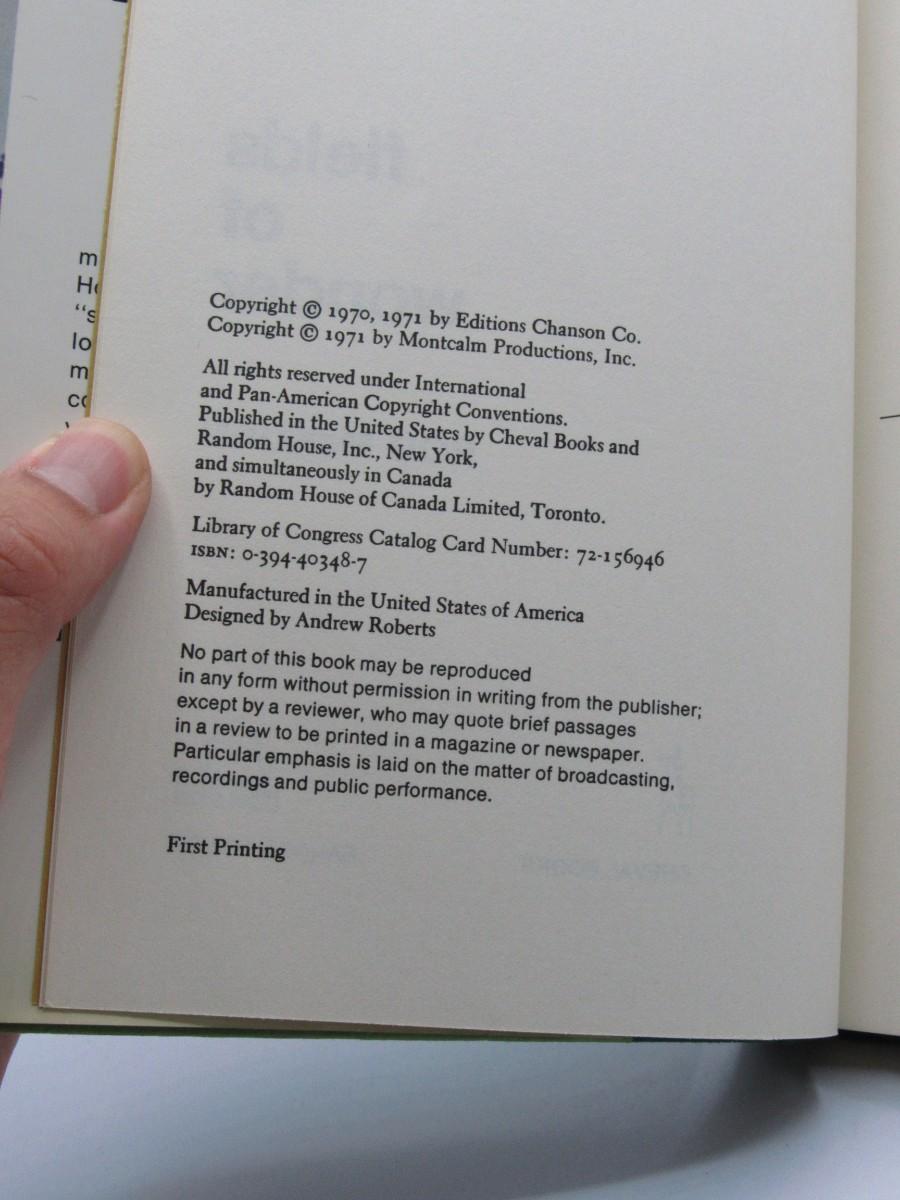 Copyright © 1970, 1971 by Editions Chanson Co.
Copyright © 1971 by Montcalm Productions, Inc.
All rights reserved under International
and Pan-American Copyright Conventions.
Published in the United States by Cheval Books and
Random House, Inc., New York,
and simultaneously in Canada
by Random House of Canada Limited, Toronto.
Library of Congress Catalog Card Number: 72-156946
ISBN: 0-394-40348-7
Manufactured in the United States of America
Designed by Andrew Roberts
No part of this book may be reproduced
in any form without permission in writing from the publisher;
except by a reviewer, who may quote brief passages
in a review to be printed in a magazine or newspaper.
Particular emphasis is laid on the matter of broadcasting,
recordings and public performance.
First Printing